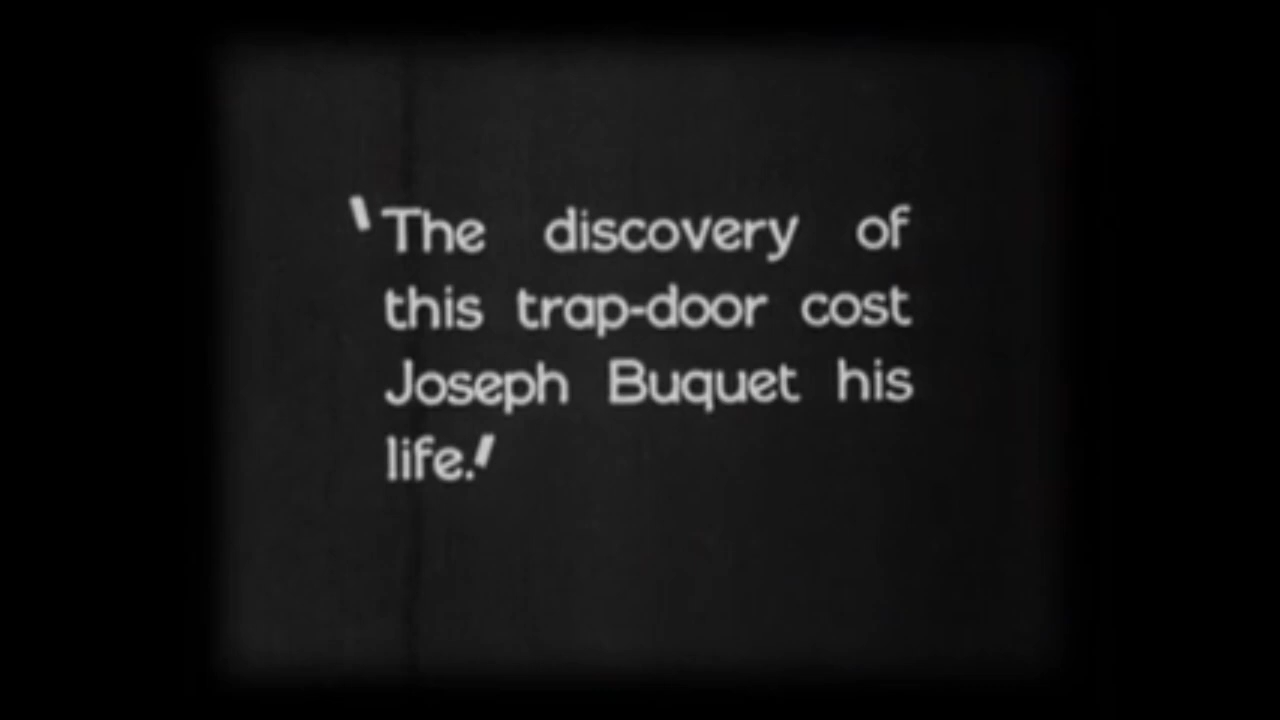 'The discovery of
this trap-door cost
Joseph Buquet his
life.'